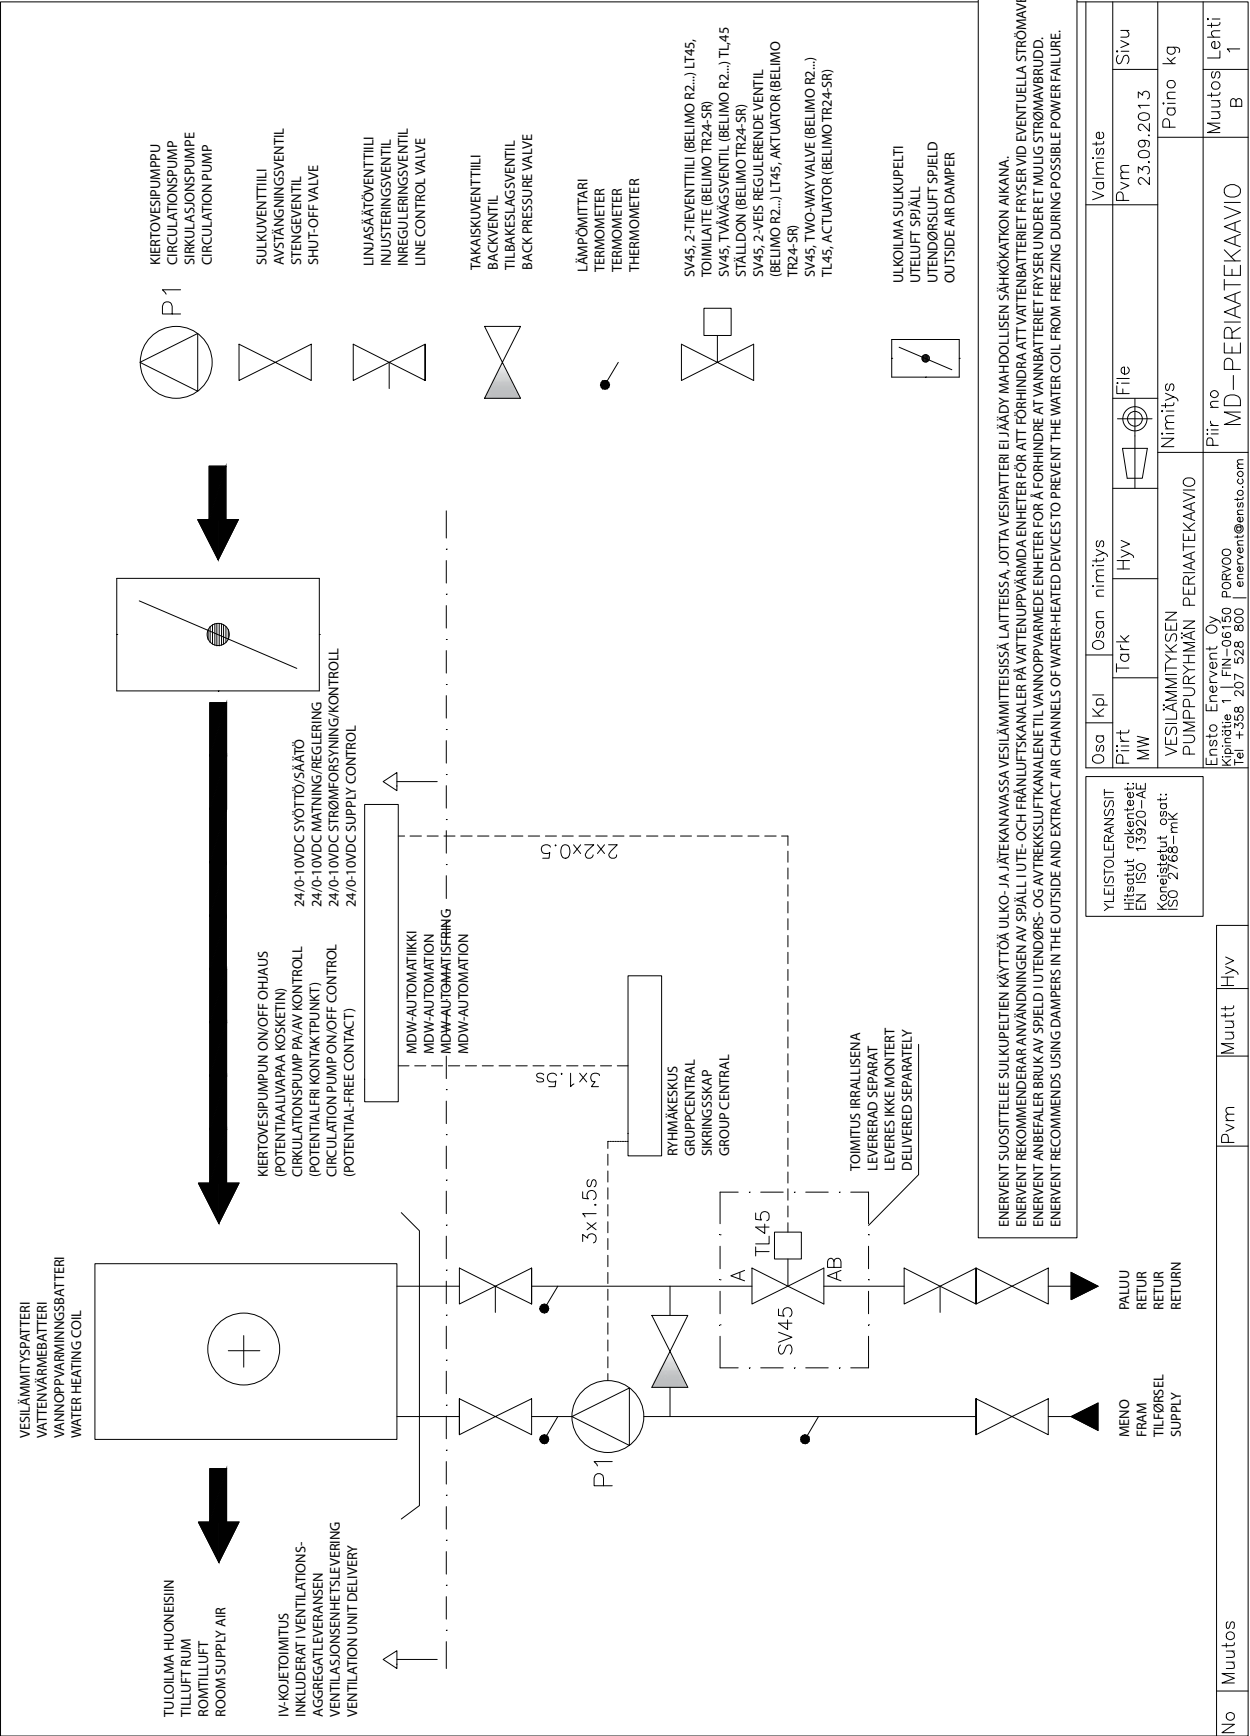 VESILÄMMITYSPATTERI
VATTENVÄRMEBATTERI
VANNOPPVARMINNGSBATTERI
WATER HEATING COIL
TULOILMA HUONEISIIN
TILLUFT RUM
ROMTILLUFT
ROOM SUPPLY AIR
IV-KOJETOIMITUS
INKLUDERAT I VENTILATIONS-
AGGREGATLEVERANSEN
VENTILASJONSENHETSLEVERING
VENTILATION UNIT DELIVERY
KIERTOVESIPUMPUN ON/OFF OHJAUS
(POTENTIAALIVAPAA KOSKETIN)
CIRKULATIONSPUMP PA/AV KONTROLL
(POTENTIALFRI KONTAKTPUNKT)
CIRCULATION PUMP ON/OFF CONTROL
(POTENTIAL-FREE CONTACT)
24/0-10VDC SYÖTTÖ/SÄÄTÖ
24/0-10VDC MATNING/REGLERING
24/0-10VDC STRØMFORSYNING/KONTROLL
24/0-10VDC SUPPLY CONTROL
MDW-AUTOMATIIKKI
MDW-AUTOMATION
MDW-AUTOMATISERING
MDW-AUTOMATION
3x1.5s
2x2x0.5
RYHMÄKESKUS
GRUPPCENTRAL
SIKRINGSSKAP
GROUP CENTRAL
3x1.5s
P1
TOIMITUS IRRALLISENA
LEVERERAD SEPARAT
LEVERES IKKE MONTERT
DELIVERED SEPARATELY
A
TL45
SV45
AB
MENO
FRAM
TILFØRSEL
SUPPLY
PALUU
RETUR
RETUR
RETURN
P1
KIERTOVESIPUMPPU
CIRCULATIONSPUMP
SIRKULASJONSPUMPE
CIRCULATION PUMP
SULKUVENTTIILI
AVSTÄNGNINGSVENTIL
STENGEVENTIL
SHUT-OFF VALVE
LINJASÄÄTÖVENTTIILI
INJUSTERINGSVENTIL
INREGULERINGSVENTIL
LINE CONTROL VALVE
TAKAISKUVENTTIILI
BACKVENTIL
TILBAKESLAGSVENTIL
BACK PRESSURE VALVE
LÄMPÖMITTARI
TERMOMETER
TERMOMETER
THERMOMETER
SV45, 2-TIEVENTTIILI (BELIMO R2...) LT45,
TOIMILAITE (BELIMO TR24-SR)
SV45, TVÅVÄGSVENTIL (BELIMO R2...) TL45
STÄLLDON (BELIMO TR24-SR)
SV45, 2-VEIS REGULERENDE VENTIL
(BELIMO R2...) LT45, AKTUATOR (BELIMO
TR24-SR)
SV45, TWO-WAY VALVE (BELIMO R2...)
TL45, ACTUATOR (BELIMO TR24-SR)
ULKOILMA SULKUPELTI
UTELUFT SPJÄLL
UTENDØRSLUFT SPJELD
OUTSIDE AIR DAMPER
ENERVENT SUOSITTELEE SULKUPELTIEN KÄYTTÖÄ ULKO- JA JÄTEKANAVASSA VESILÄMMITTEISISSÄ LAITTEISSA, JOTTA VESIPATTERI EI JÄÄDY MAHDOLLISEN SÄHKÖKATKON AIKANA.
ENERVENT REKOMMENDERAR ANVÄNDNINGEN AV SPJÄLL I UTE- OCH FRÅNLUFTSKANALER PÅ VATTENUPPVÄRMDA ENHETER FÖR ATT FÖRHINDRA ATT VATTENBATTERIET FRYSER VID EVENTUELLA STRÖMAVB
ENERVENT ANBEFALER BRUK AV SPJELD I UTENDØRS- OG AVTREKKSLUFTKANALENE TIL VANNOPPVARMEDE ENHETER FOR Å FORHINDRE AT VANNBATTERIET FRYSER UNDER ET MULIG STRØMAVBRUDD.
ENERVENT RECOMMENDS USING DAMPERS IN THE OUTSIDE AND EXTRACT AIR CHANNELS OF WATER-HEATED DEVICES TO PREVENT THE WATER COIL FROM FREEZING DURING POSSIBLE POWER FAILURE.
YLEISTOLERANSSIT
Hitsatut rakenteet:
EN ISO 13920-AE
Koneistetut osat:
ISO 2768-mK
Osa Kpl Osan nimitys Valmiste
Piirt Tark Hyv File Pvm Sivu
MW 23.09.2013
VESILÄMMITYKSEN
PUMPPURYHMÄN PERIAATEKAAVIO
Nimitys Paino kg
Ensto Enervent Oy
Kipinätie 1 | FIN-06150 PORVOO
Tel +358 207 528 800 | enervent@ensto.com
Piir no Muutos Lehti
MD-PERIAATEKAAVIO B 1
No Muutos Pvm Muutt Hyv